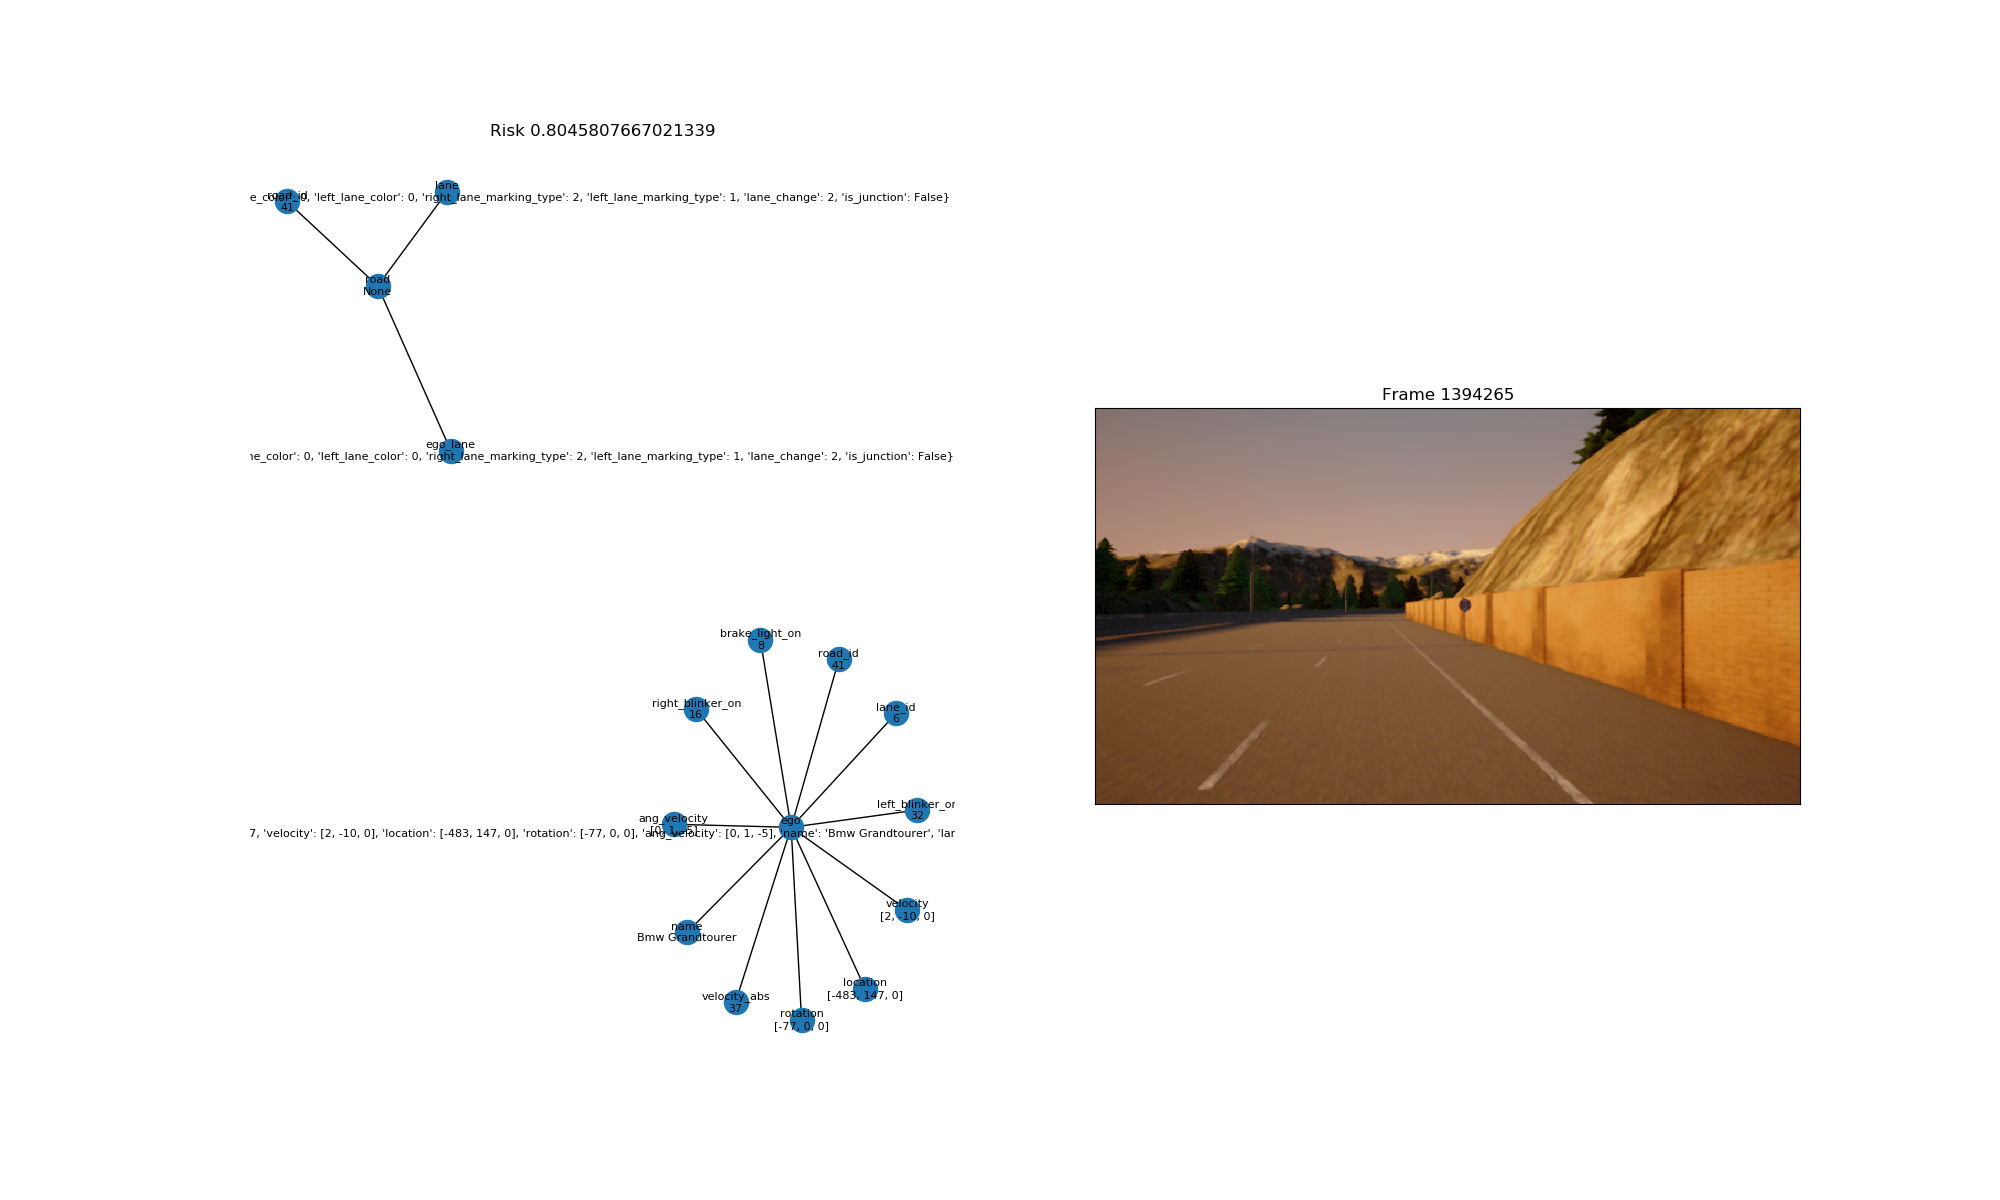 Risk 0.8045807667021339
lane
road_id
e_color': 0, 'left_lane_color': 0, 'right_lane_marking_type': 2, 'left_lane_marking_type': 1, 'lane_change': 2, 'is_junction': False}
41
road
None
Frame 1394265
ego_lane
ne_color': 0, 'left_lane_color': 0, 'right_lane_marking_type': 2, 'left_lane_marking_type': 1, 'lane_change': 2, 'is_junction': False}
brake_light_on
8
road_id
41
right_blinker_on
16
lane_id
6
left_blinker_on
32
ang_velocity
[0, 1, -5]
ego
7, 'velocity': [2, -10, 0], 'location': [-483, 147, 0], 'rotation': [-77, 0, 0], 'ang_velocity': [0, 1, -5], 'name': 'Bmw Grandtourer', 'lan
velocity
[2, -10, 0]
name
Bmw Grandtourer
location
[-483, 147, 0]
velocity_abs
37
rotation
[-77, 0, 0]